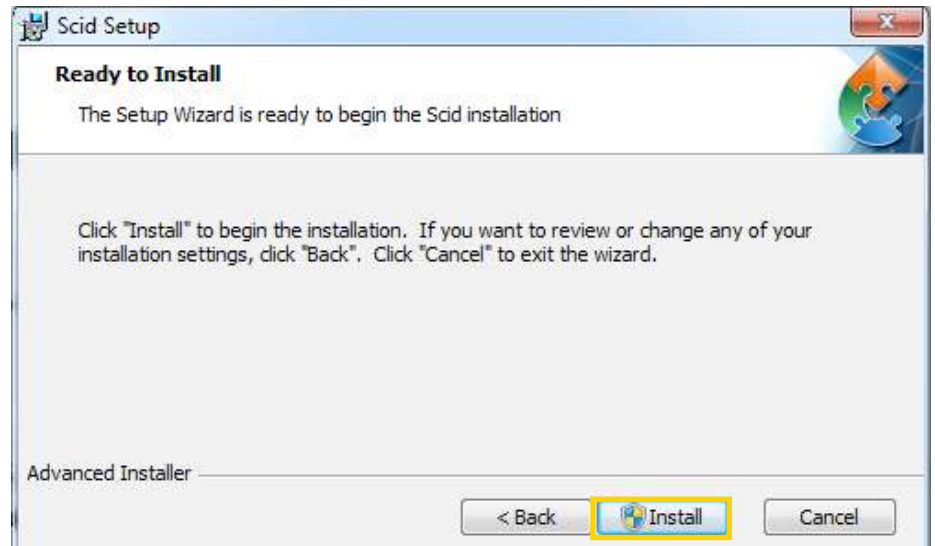 Scid Setup
Ready to Install
The Setup Wizard is ready to begin the Scid installation
Click "Install" to begin the installation.  If you want to review or change any of your
installation settings, click "Back".  Click "Cancel" to exit the wizard.
Advanced Installer
< Back Install Cancel